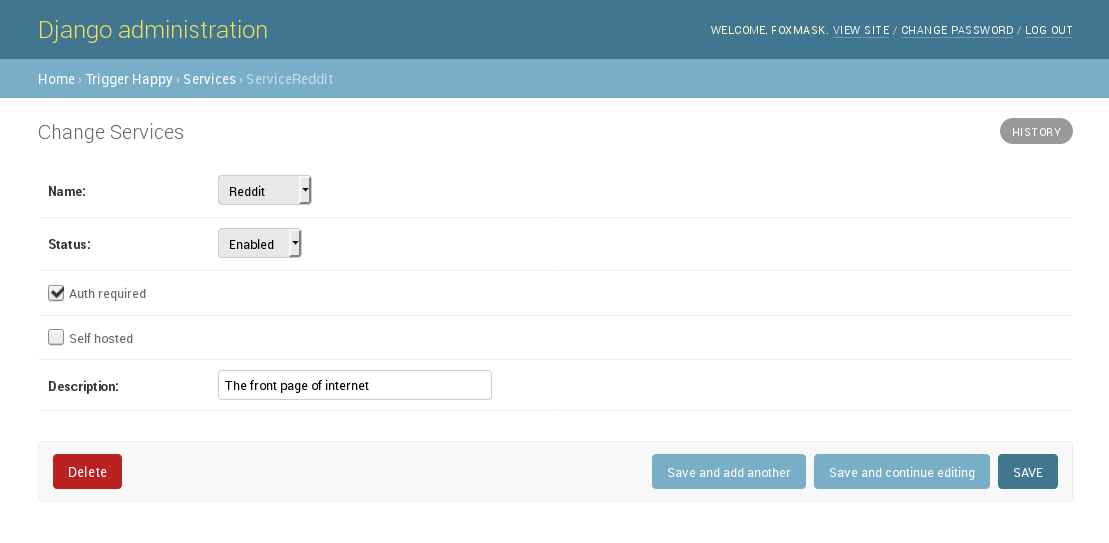 Django administration
WELCOME, FOXMASK. VIEW SITE / CHANGE PASSWORD / LOG OUT
Home › Trigger Happy › Services › ServiceReddit
Change Services
HISTORY
Name: Reddit
Status: Enabled
Auth required
Self hosted
Description: The front page of internet
Delete Save and add another Save and continue editing SAVE